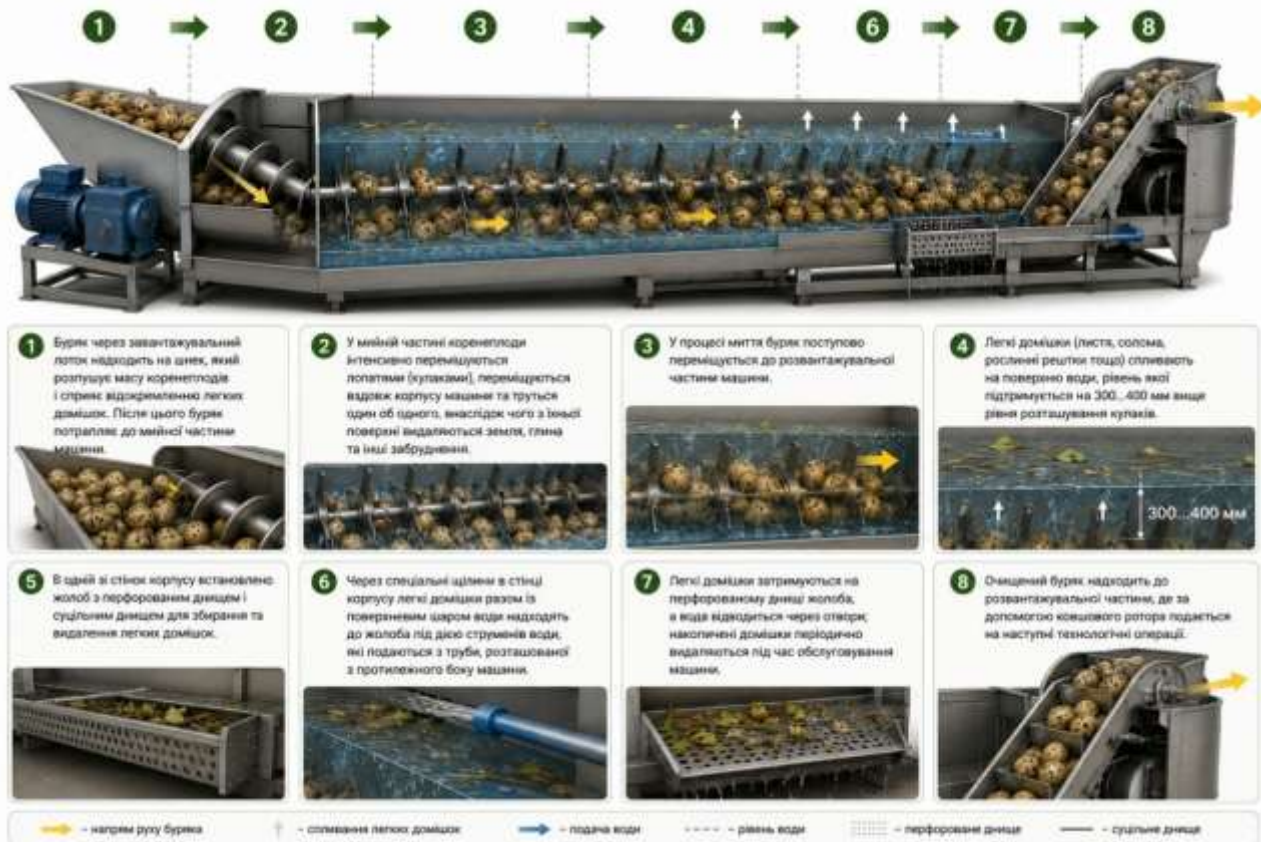 1 2 3 4 6 7 8
1 Буряк через завантажувальний
лоток надходить на шнек, який
розпушує масу коренеплодів
і сприяє відокремленню легких
домішок. Після цього буряк
потрапляє до мийної частини
машини.
2 У мийній частині коренеплоди
інтенсивно перемішуються
лопатями (кулаками), переміщуються
вздовж корпусу машини та труться
один об одного, внаслідок чого з їхньої
поверхні видаляються земля, глина
та інші забруднення.
3 У процесі миття буряк поступово
переміщується до розвантажувальної
частини машини.
4 Легкі домішки (листя, солома,
рослинні рештки тощо) спливають
на поверхню води, рівень якої
підтримується на 300...400 мм вище
рівня розташування кулаків.
300...400 мм
5 В одній зі стінок корпусу встановлено
жолоб з перфорованим днищем і
суцільним днищем для збирання та
видалення легких домішок.
6 Через спеціальні щілини в стінці
корпусу легкі домішки разом із
поверхневим шаром води надходять
до жолоба під дією струменів води,
які подаються з труби, розташованої
з протилежного боку машини.
7 Легкі домішки затримуються на
перфорованому днищі жолоба,
а вода відводиться через отвори;
накопичені домішки періодично
видаляються під час обслуговування
машини.
8 Очищений буряк надходить до
розвантажувальної частини, де за
допомогою ковшового ротора подається
на наступні технологічні операції.
– напрям руху буряка – спливання легких домішок – подача води – рівень води – перфороване днище – суцільне днище